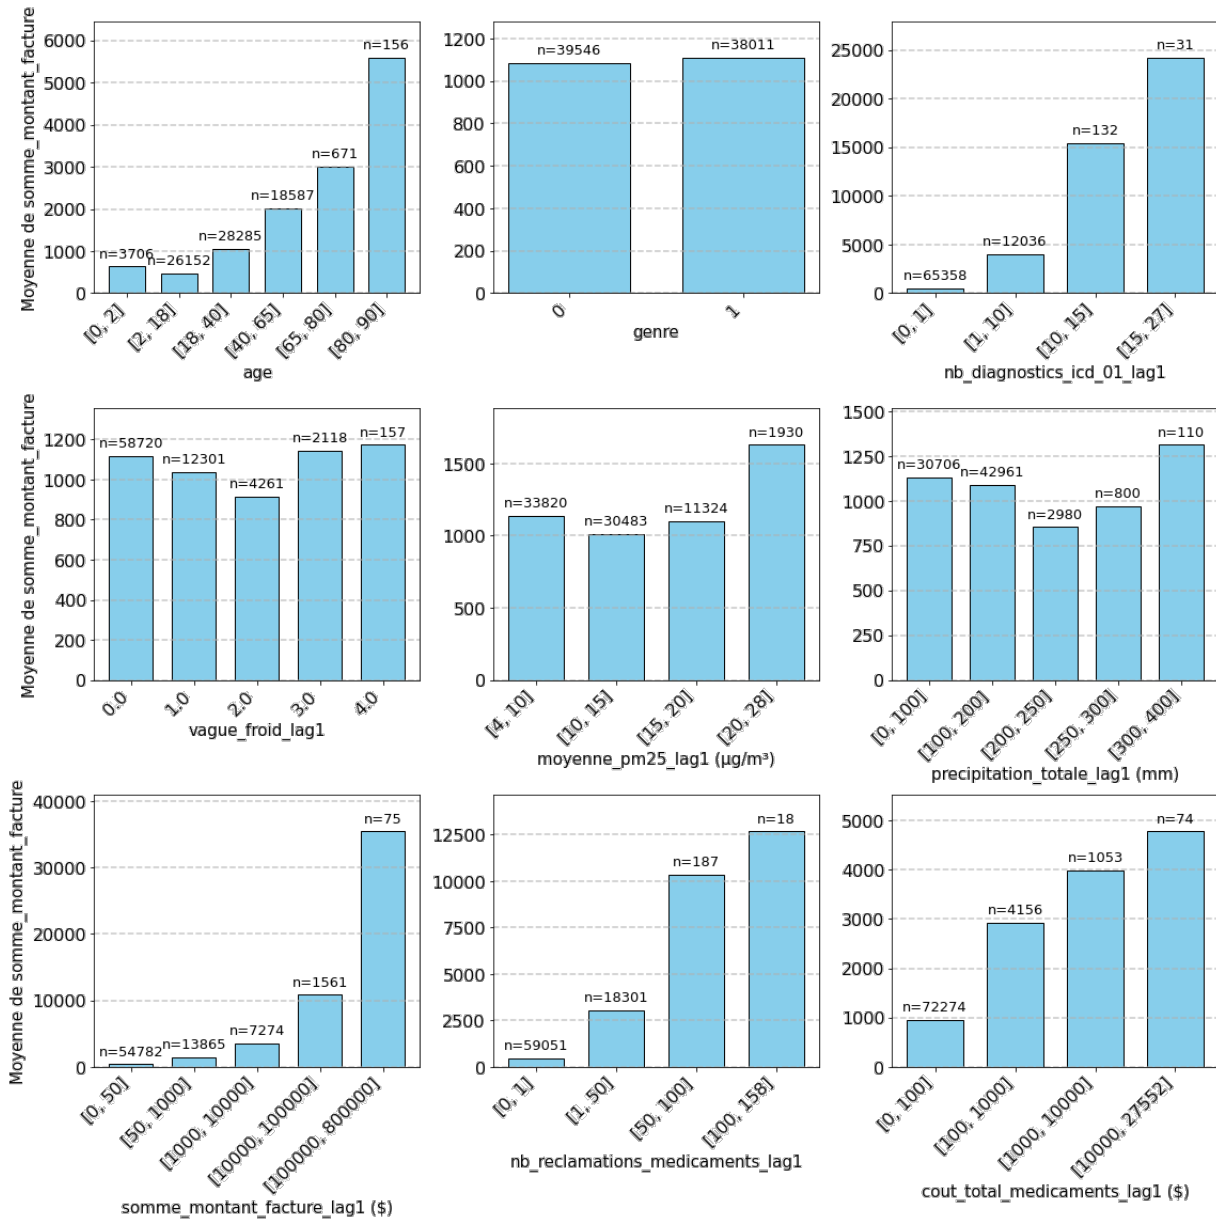 Moyenne de somme_montant_facture
6000
5000
4000
3000
2000
1000
0
n=3706
n=26152
n=28285
n=18587
n=671
n=156
[0, 2]
[2, 18]
[18, 40]
[40, 65]
[65, 80]
[80, 90]
age
1200
1000
800
600
400
200
0
n=39546
n=38011
0
1
genre
25000
20000
15000
10000
5000
0
n=65358
n=12036
n=132
n=31
[0, 1]
[1, 10]
[10, 15]
[15, 27]
nb_diagnostics_icd_01_lag1
Moyenne de somme_montant_facture
1200
1000
800
600
400
200
0
n=58720
n=12301
n=4261
n=2118
n=157
0.0
1.0
2.0
3.0
4.0
vague_froid_lag1
1500
1000
500
0
n=33820
n=30483
n=11324
n=1930
[4, 10]
[10, 15]
[15, 20]
[20, 28]
moyenne_pm25_lag1 (µg/m³)
1500
1250
1000
750
500
250
0
n=30706
n=42961
n=2980
n=800
n=110
[0, 100]
[100, 200]
[200, 250]
[250, 300]
[300, 400]
precipitation_totale_lag1 (mm)
Moyenne de somme_montant_facture
40000
30000
20000
10000
0
n=54782
n=13865
n=7274
n=1561
n=75
[0, 50]
[50, 1000]
[1000, 10000]
[10000, 100000]
[100000, 800000]
somme_montant_facture_lag1 ($)
12500
10000
7500
5000
2500
0
n=59051
n=18301
n=187
n=18
[0, 1]
[1, 50]
[50, 100]
[100, 158]
nb_reclamations_medicaments_lag1
5000
4000
3000
2000
1000
0
n=72274
n=4156
n=1053
n=74
[0, 100]
[100, 1000]
[1000, 10000]
[10000, 27552]
cout_total_medicaments_lag1 ($)